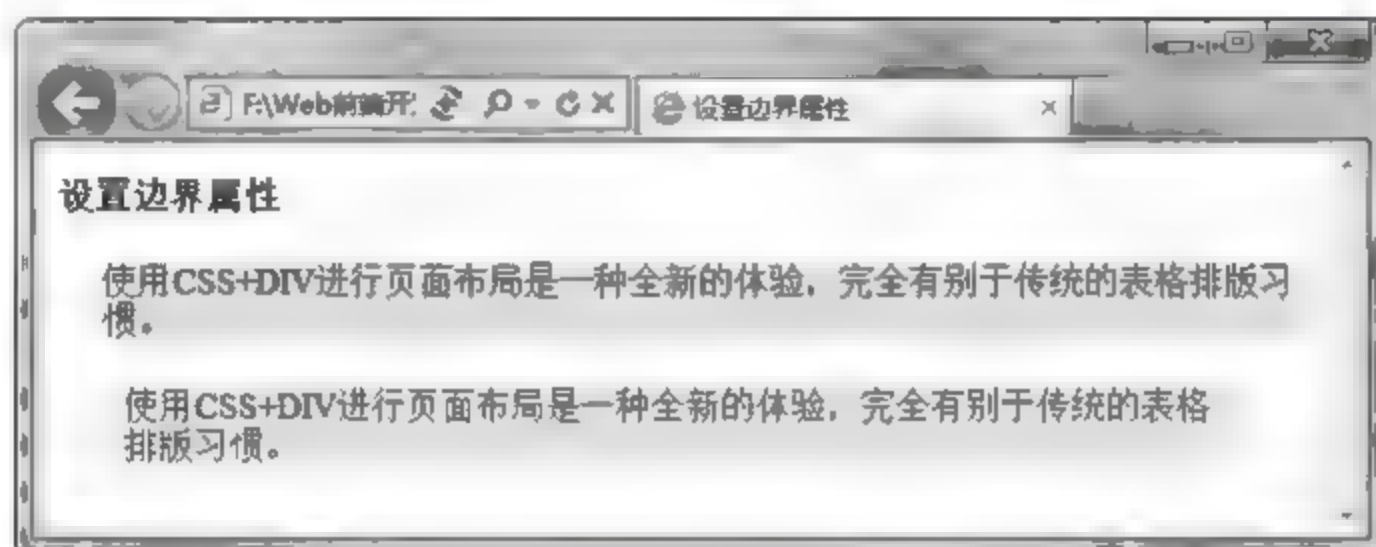 F:\Web前端开
设置边界属性
设置边界属性
使用CSS+DIV进行页面布局是一种全新的体验，完全有别于传统的表格排版习
惯。
使用CSS+DIV进行页面布局是一种全新的体验，完全有别于传统的表格
排版习惯。